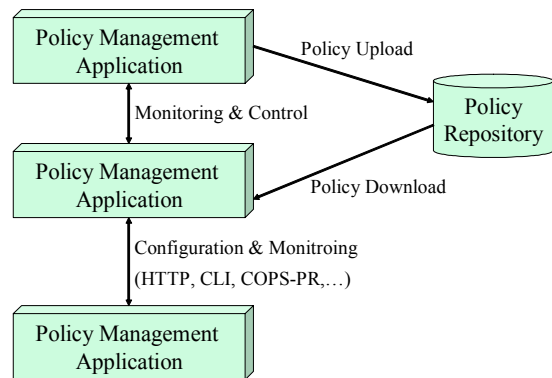 Policy Management
Application
Policy Upload
Policy
Repository
Monitoring & Control
Policy Management
Application
Policy Download
Configuration & Monitroing
(HTTP, CLI, COPS-PR,…)
Policy Management
Application